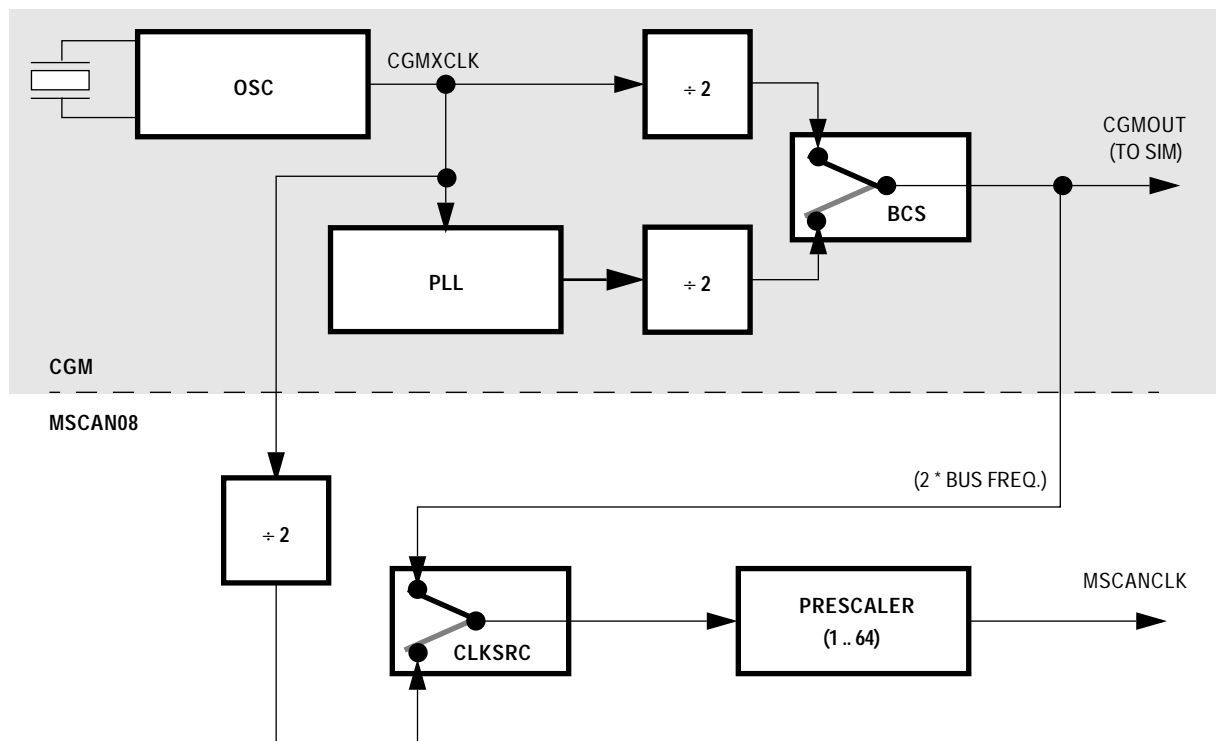 CGMXCLK
OSC
÷ 2
CGMOUT
(TO SIM)
BCS
PLL
÷ 2
CGM
MSCAN08
(2 * BUS FREQ.)
÷ 2
MSCANCLK
PRESCALER
(1 .. 64)
CLKSRC